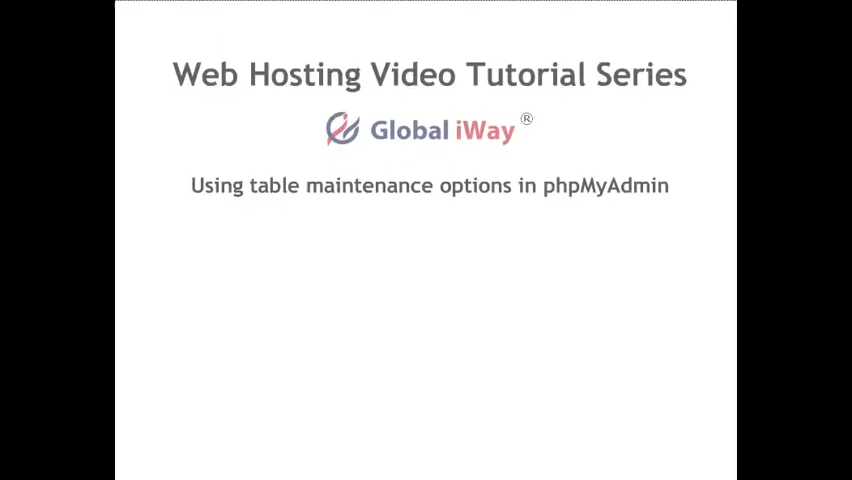 Web Hosting Video Tutorial Series
Global iWay ®
Using table maintenance options in phpMyAdmin